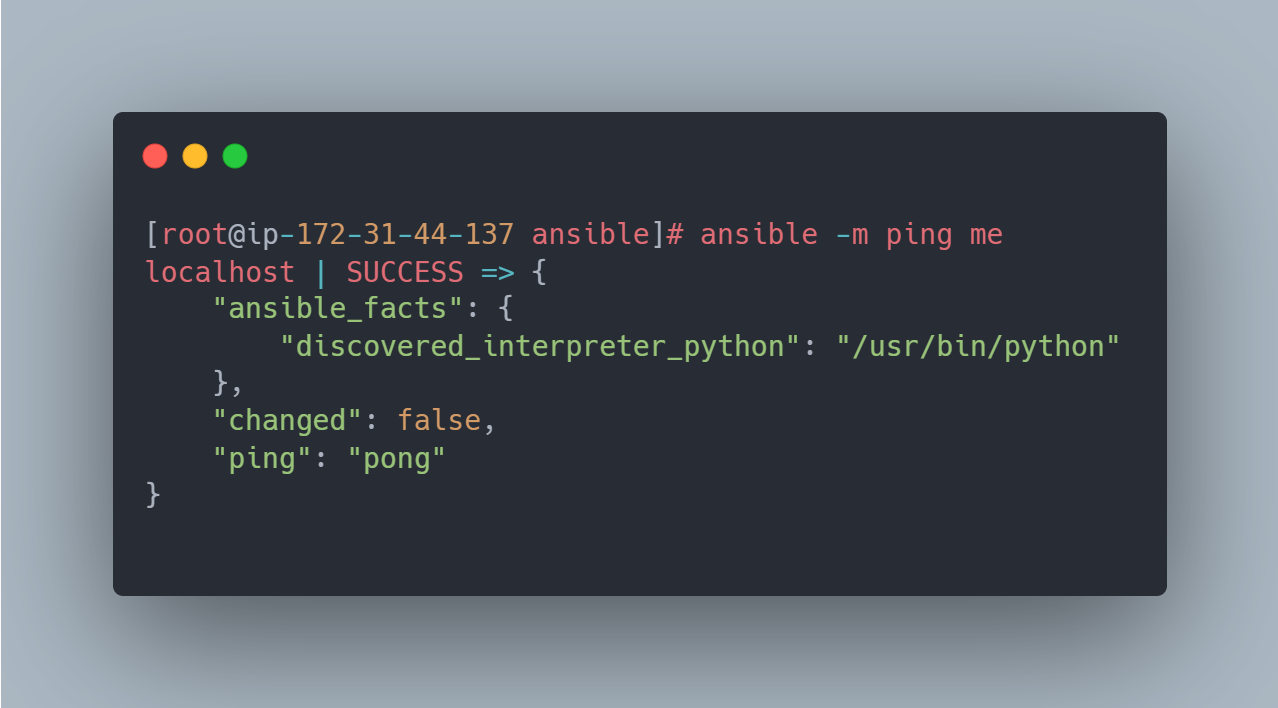 [root@ip-172-31-44-137 ansible]# ansible -m ping me
localhost | SUCCESS => {
    "ansible_facts": {
        "discovered_interpreter_python": "/usr/bin/python"
    },
    "changed": false,
    "ping": "pong"
}